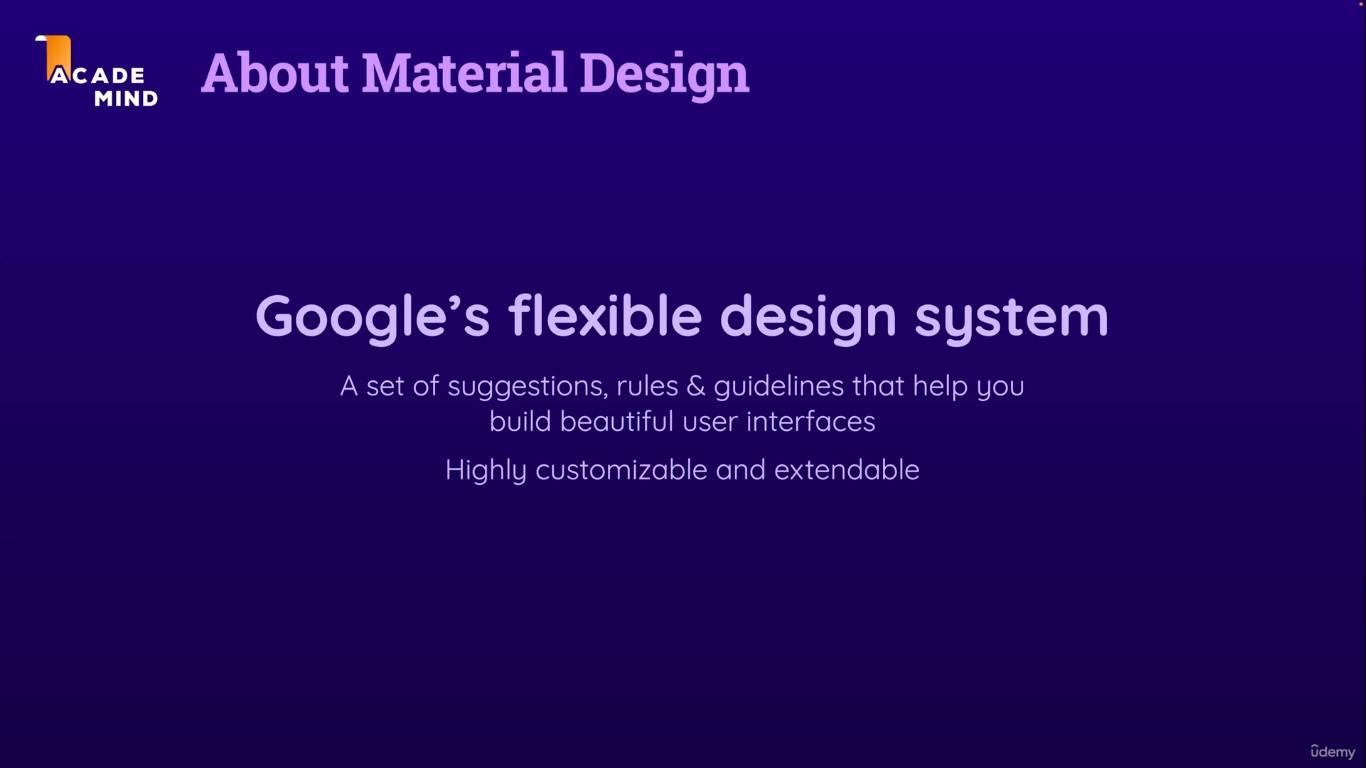 ACADE
MIND
About Material Design
Google’s flexible design system
A set of suggestions, rules & guidelines that help you
build beautiful user interfaces
Highly customizable and extendable
ûdemy